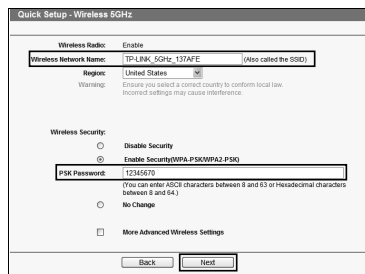 Quick Setup - Wireless 5GHz
Wireless Radio: Enable
Wireless Network Name: TP-LINK_5GHz_137AFE (Also called the SSID)
Region: United States
Warning: Ensure you select a correct country to conform local law.
Incorrect settings may cause interference.
Wireless Security:
Disable Security
Enable Security(WPA-PSK/WPA2-PSK)
PSK Password: 12345670
(You can enter ASCII characters between 8 and 63 or Hexadecimal characters
between 8 and 64.)
No Change
More Advanced Wireless Settings
Back Next